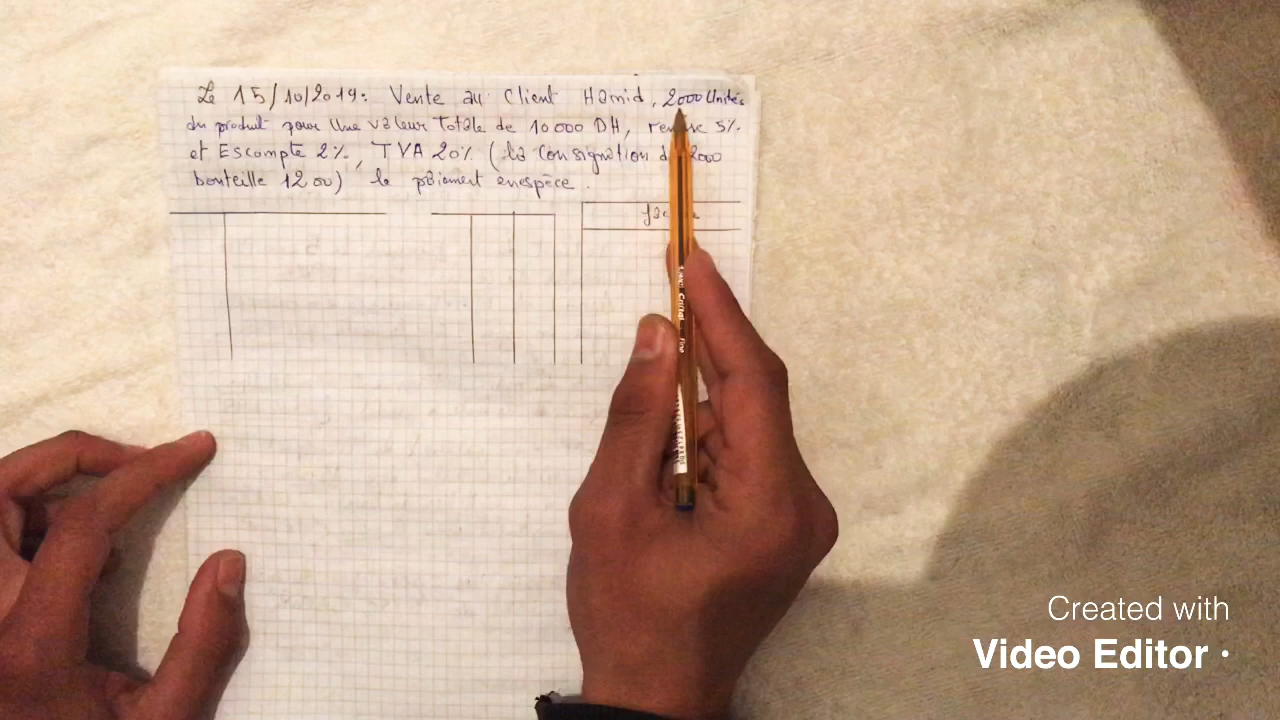 Le 15/10/2019: Vente au Client Hamid, 2000 Unités
du produit pour Une valeur Totale de 10 000 DH, remise 5%
et Escompte 2%, TVA 20% (la Consignation de 2000
bouteille 1200) le paiement en espèce.
Created with
Video Editor